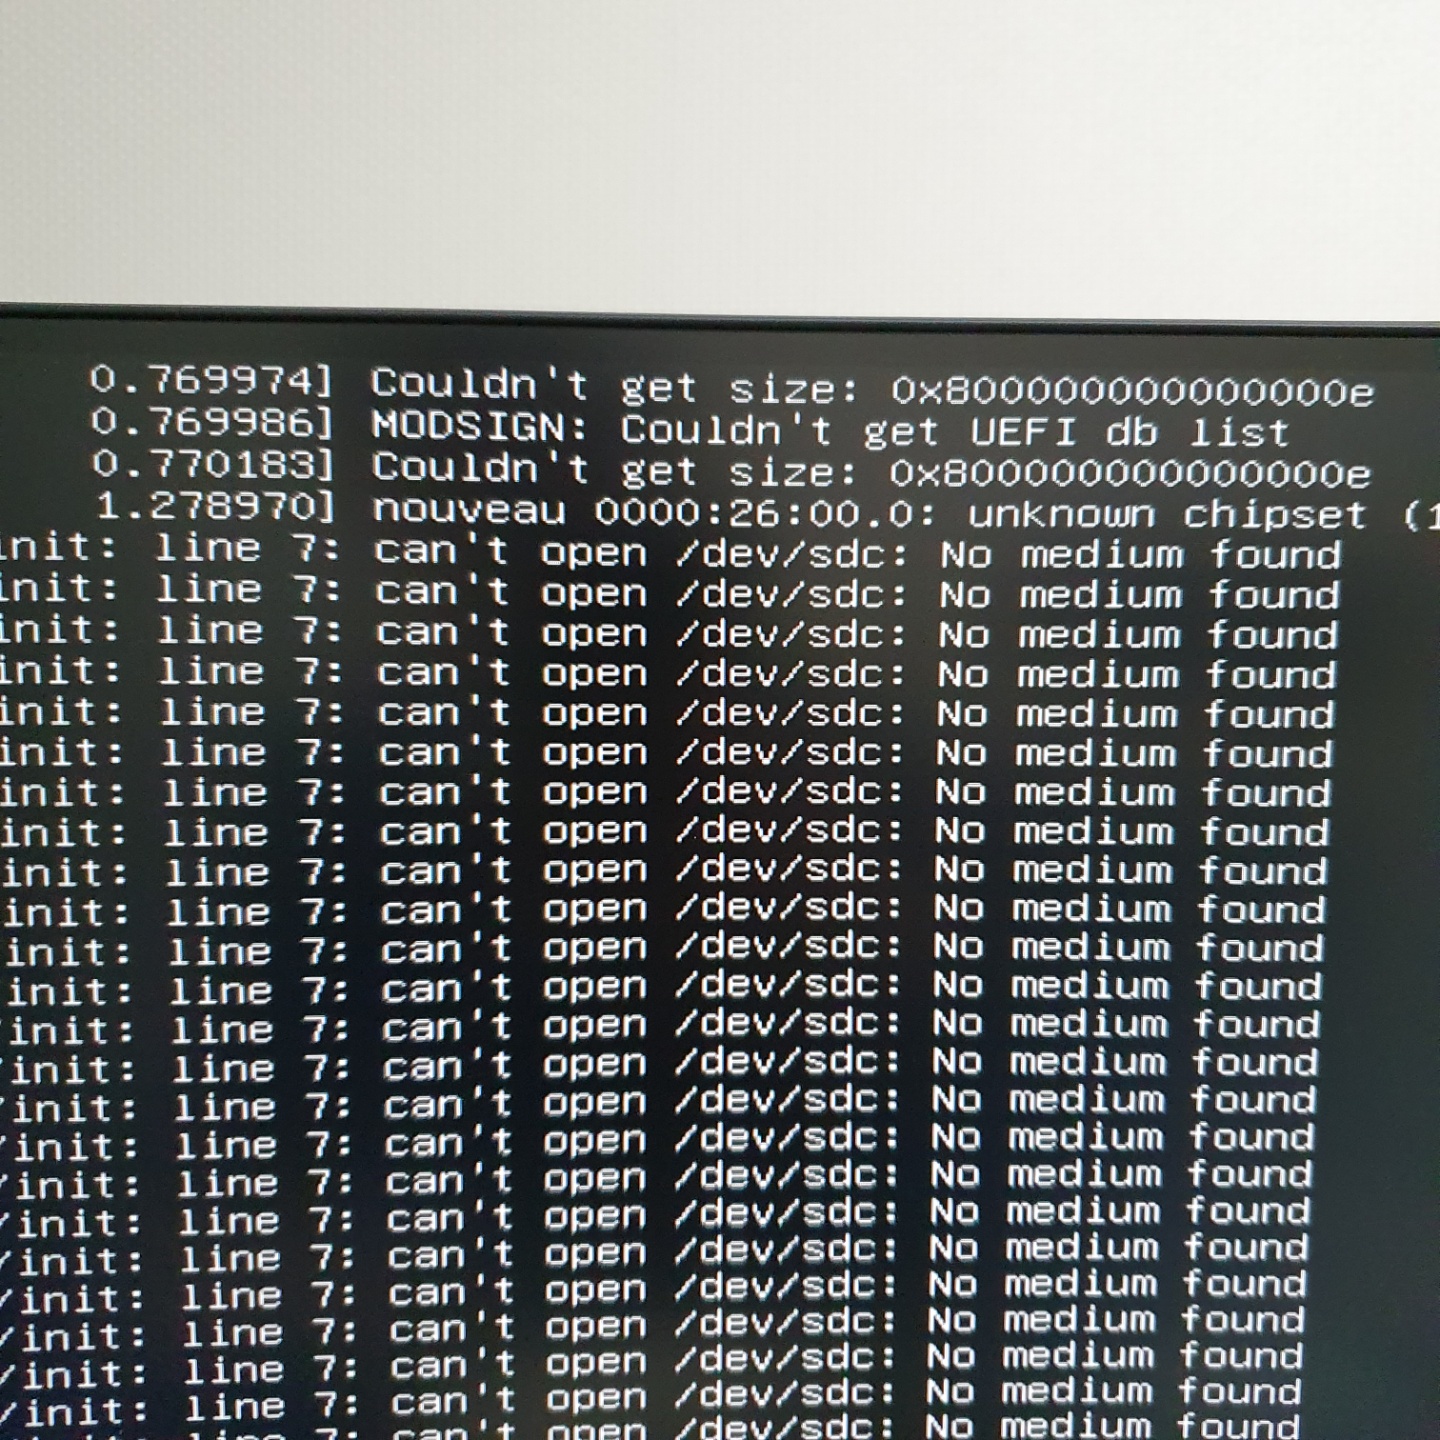 0.769974] Couldn't get size: 0x800000000000000e
0.769986] MODSIGN: Couldn't get UEFI db list
0.770183] Couldn't get size: 0x800000000000000e
1.278970] nouveau 0000:26:00.0: unknown chipset (1
init: line 7: can't open /dev/sdc: No medium found
init: line 7: can't open /dev/sdc: No medium found
init: line 7: can't open /dev/sdc: No medium found
init: line 7: can't open /dev/sdc: No medium found
init: line 7: can't open /dev/sdc: No medium found
init: line 7: can't open /dev/sdc: No medium found
init: line 7: can't open /dev/sdc: No medium found
init: line 7: can't open /dev/sdc: No medium found
init: line 7: can't open /dev/sdc: No medium found
init: line 7: can't open /dev/sdc: No medium found
init: line 7: can't open /dev/sdc: No medium found
init: line 7: can't open /dev/sdc: No medium found
/init: line 7: can't open /dev/sdc: No medium found
/init: line 7: can't open /dev/sdc: No medium found
/init: line 7: can't open /dev/sdc: No medium found
/init: line 7: can't open /dev/sdc: No medium found
/init: line 7: can't open /dev/sdc: No medium found
/init: line 7: can't open /dev/sdc: No medium found
/init: line 7: can't open /dev/sdc: No medium found
/init: line 7: can't open /dev/sdc: No medium found
/init: line 7: can't open /dev/sdc: No medium found
/init: line 7: can't open /dev/sdc: No medium found
/init: line 7: can't open /dev/sdc: No medium found
/init: line 7: can't open /dev/sdc: No medium found